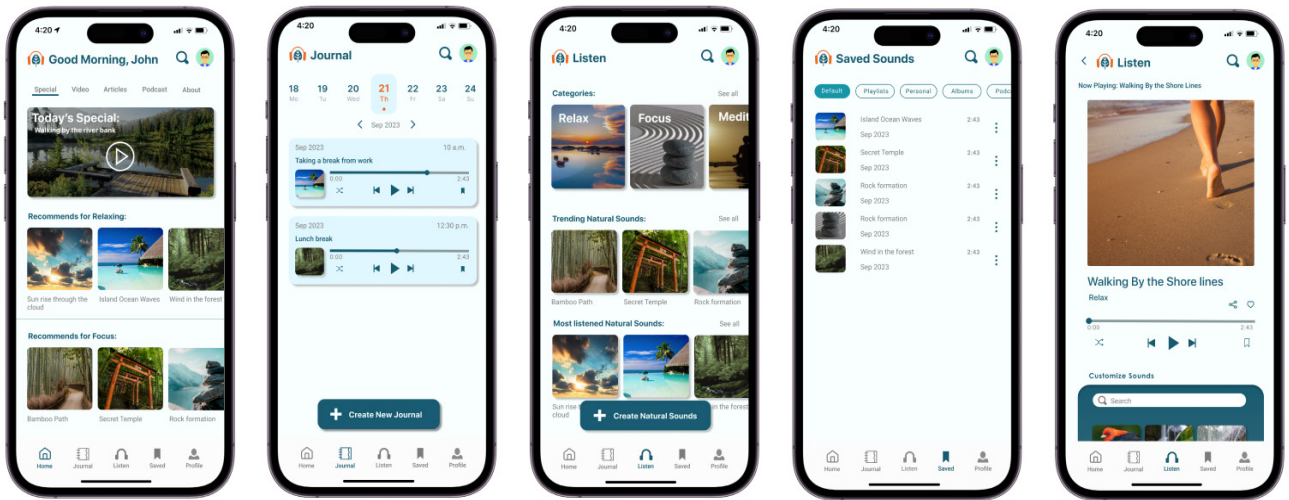 4:20
Good Morning, John
Special Video Articles Podcast About
Today's Special:
Walking by the river bank
Recommends for Relaxing:
Sun rise through the cloud
Island Ocean Waves
Wind in the forest
Recommends for Focus:
Bamboo Path
Secret Temple
Rock formation
Home Journal Listen Saved Profile
4:20
Journal
18 19 20 21 22 23 24
Mo Tu Wed Th Fr Sa Su
Sep 2023
Sep 2023 10 a.m.
Taking a break from work
0:00 2:43
Sep 2023 12:30 p.m.
Lunch break
0:00 2:43
Create New Journal
Home Journal Listen Saved Profile
4:20
Listen
Categories: See all
Relax Focus Medit
Trending Natural Sounds: See all
Bamboo Path
Secret Temple
Rock formation
Most listened Natural Sounds: See all
Sun rise
cloud
in the forest
Create Natural Sounds
Home Journal Listen Saved Profile
4:20
Saved Sounds
Default Playlists Personal Albums Podca
Island Ocean Waves 2:43
Sep 2023
Secret Temple 2:43
Sep 2023
Rock formation 2:43
Sep 2023
Rock formation 2:43
Sep 2023
Wind in the forest 2:43
Sep 2023
Home Journal Listen Saved Profile
4:20
Listen
Now Playing: Walking By the Shore Lines
Walking By the Shore lines
Relax
0:00 2:43
Customize Sounds
Search
Home Journal Listen Saved Profile